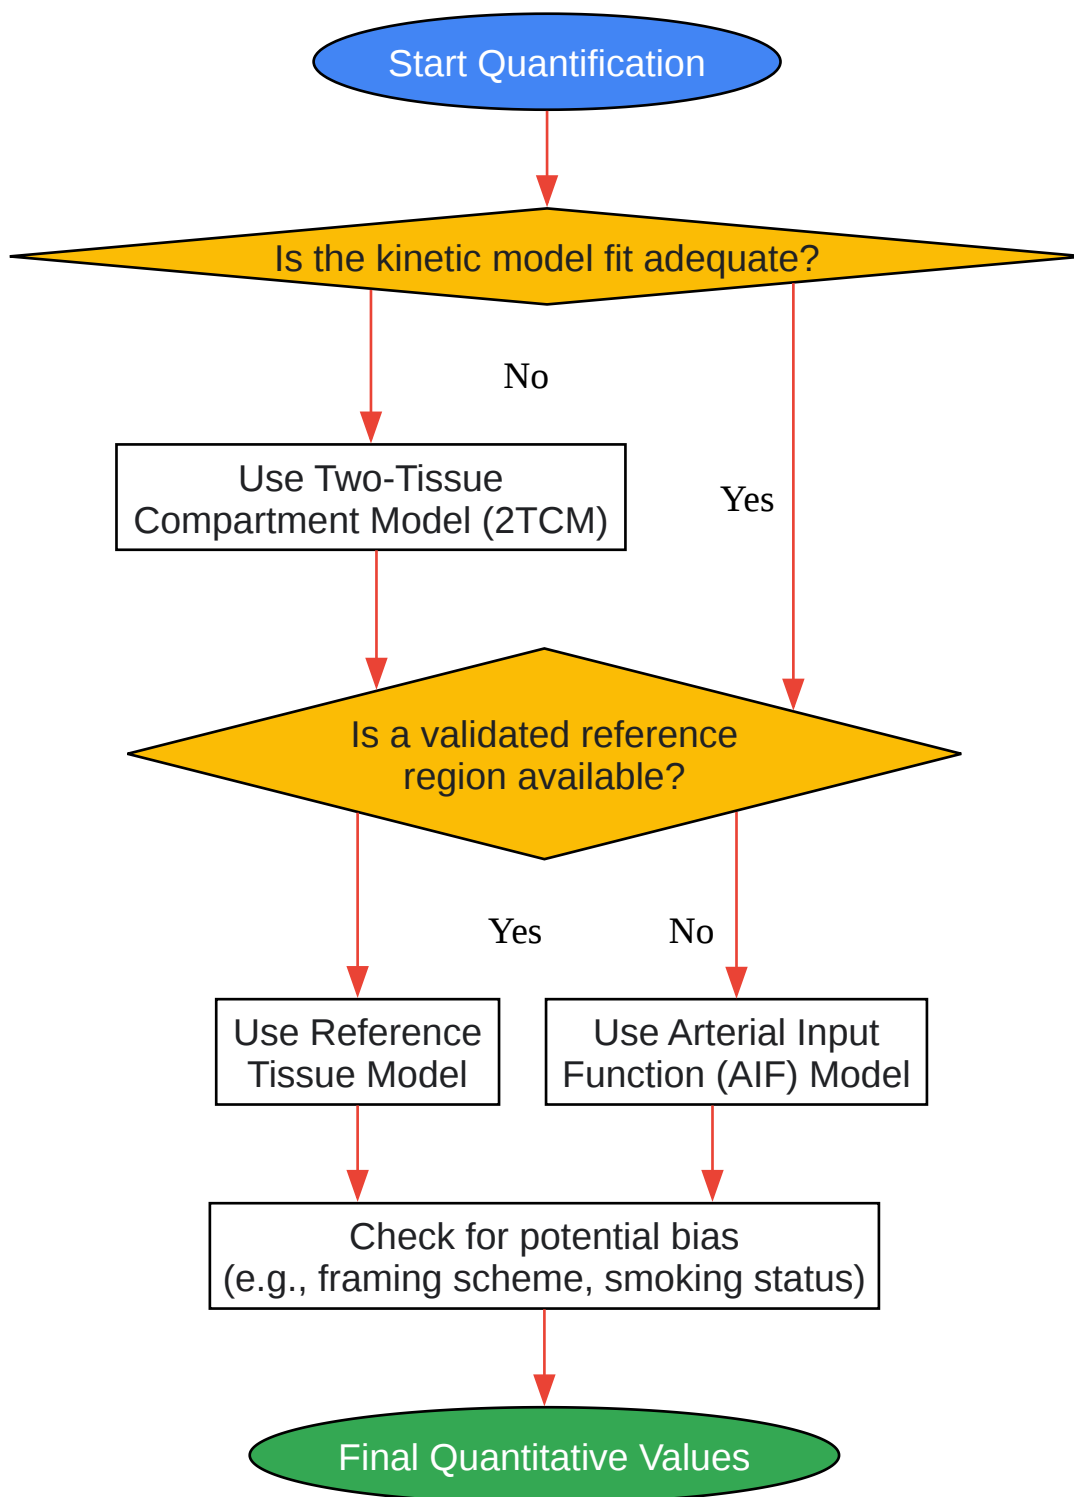 Start Quantification
Is the kinetic model fit adequate?
No
Use Two-Tissue
Compartment Model (2TCM)
Yes
Is a validated reference
region available?
Yes
No
Use Reference
Tissue Model
Use Arterial Input
Function (AIF) Model
Check for potential bias
(e.g., framing scheme, smoking status)
Final Quantitative Values